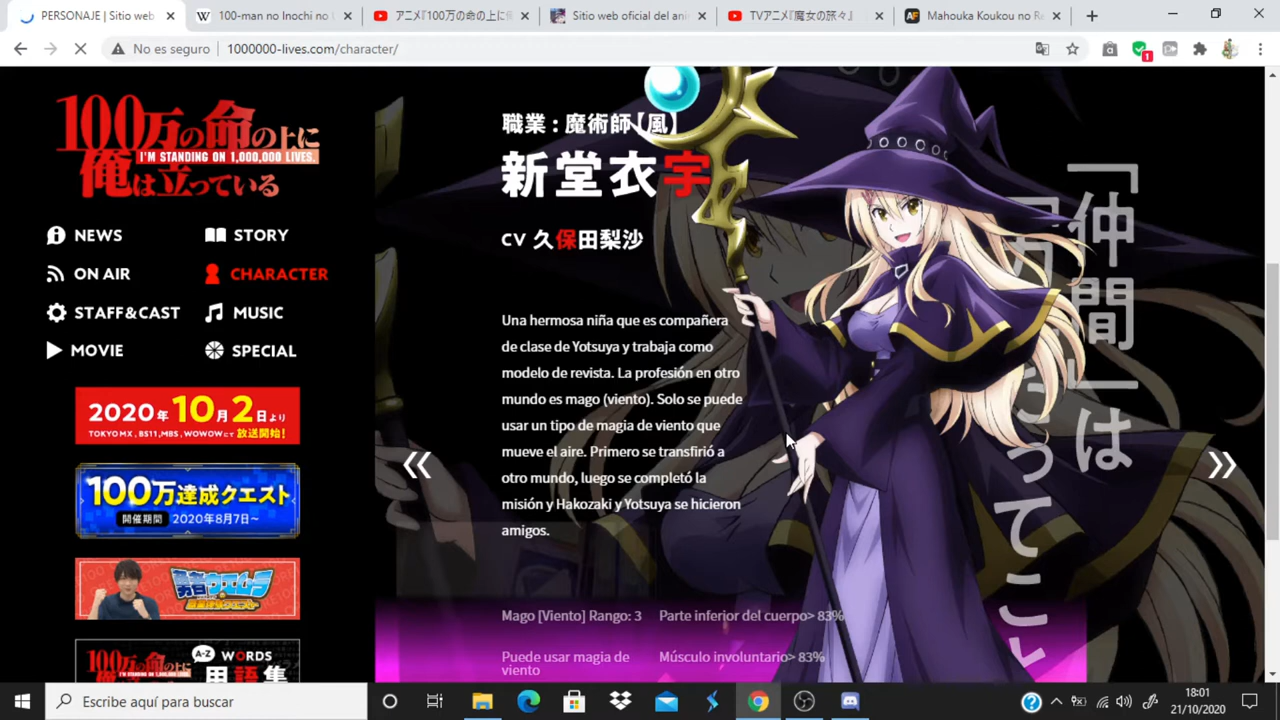 PERSONAJE | Sitio web
100-man no Inochi no
アニメ『100万の命の上に
Sitio web oficial del ani
TVアニメ『魔女の旅々』
Mahouka Koukou no Re
No es seguro
1000000-lives.com/character/
100万の命の上に
I'M STANDING ON 1,000,000 LIVES.
俺は立っている
NEWS
STORY
ON AIR
CHARACTER
STAFF&CAST
MUSIC
MOVIE
SPECIAL
2020年10月2日より
TOKYO MX , BS11,MBS , WOWOWにて放送開始!
100万達成クエスト
開催期間 2020年8月7日~
勇者ウエムラ
A-Z WORDS
用語集
職業 : 魔術師【風】
新堂衣宇
CV 久保田梨沙
Una hermosa niña que es compañera
de clase de Yotsuya y trabaja como
modelo de revista. La profesión en otro
mundo es mago (viento). Solo se puede
usar un tipo de magia de viento que
mueve el aire. Primero se transfirió a
otro mundo, luego se completó la
misión y Hakozaki y Yotsuya se hicieron
amigos.
Mago [Viento] Rango: 3
Parte inferior del cuerpo> 83%
Puede usar magia de
viento
Músculo involuntario> 83%
「仲間」は
Escribe aquí para buscar
18:01
21/10/2020